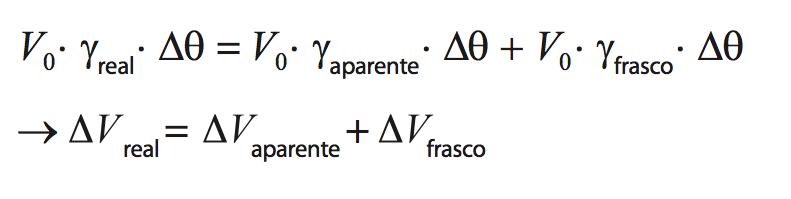 V₀· γ_real· Δθ = V₀· γ_aparente· Δθ + V₀· γ_frasco· Δθ
→ ΔV_real = ΔV_aparente + ΔV_frasco